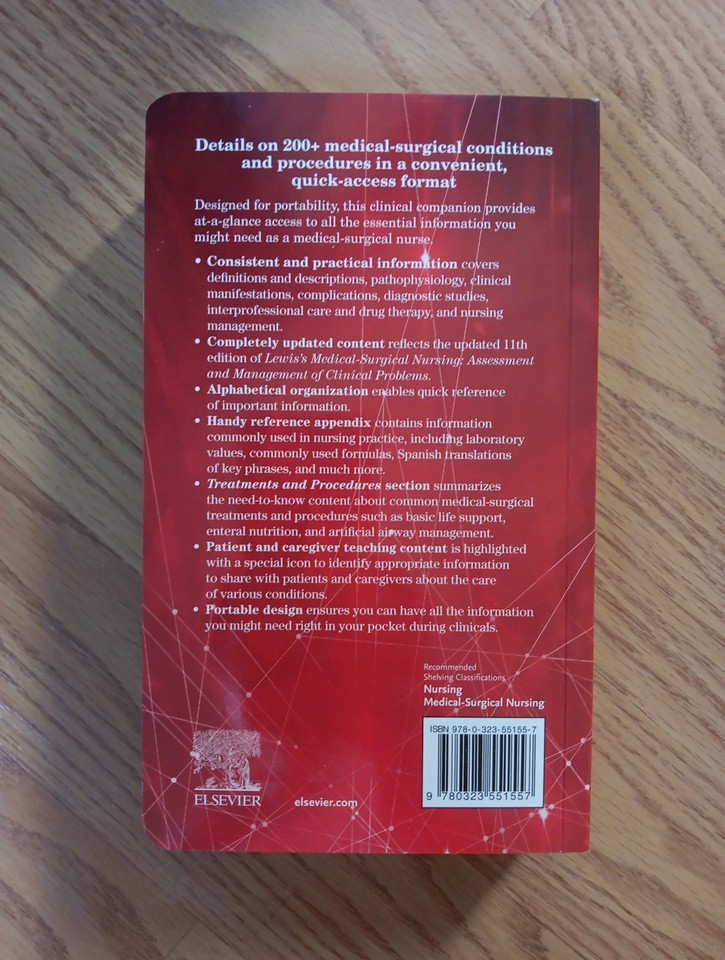 Details on 200+ medical-surgical conditions
and procedures in a convenient,
quick-access format
Designed for portability, this clinical companion provides
at-a-glance access to all the essential information you
might need as a medical-surgical nurse.
• Consistent and practical information covers
definitions and descriptions, pathophysiology, clinical
manifestations, complications, diagnostic studies,
interprofessional care and drug therapy, and nursing
management.
• Completely updated content reflects the updated 11th
edition of Lewis's Medical-Surgical Nursing: Assessment
and Management of Clinical Problems.
• Alphabetical organization enables quick reference
of important information.
• Handy reference appendix contains information
commonly used in nursing practice, including laboratory
values, commonly used formulas, Spanish translations
of key phrases, and much more.
• Treatments and Procedures section summarizes
the need-to-know content about common medical-surgical
treatments and procedures such as basic life support,
enteral nutrition, and artificial airway management.
• Patient and caregiver teaching content is highlighted
with a special icon to identify appropriate information
to share with patients and caregivers about the care
of various conditions.
• Portable design ensures you can have all the information
you might need right in your pocket during clinicals.
Recommended
Shelving Classifications
Nursing
Medical-Surgical Nursing
ISBN 978-0-323-55155-7
9 780323 551557
ELSEVIER
elsevier.com